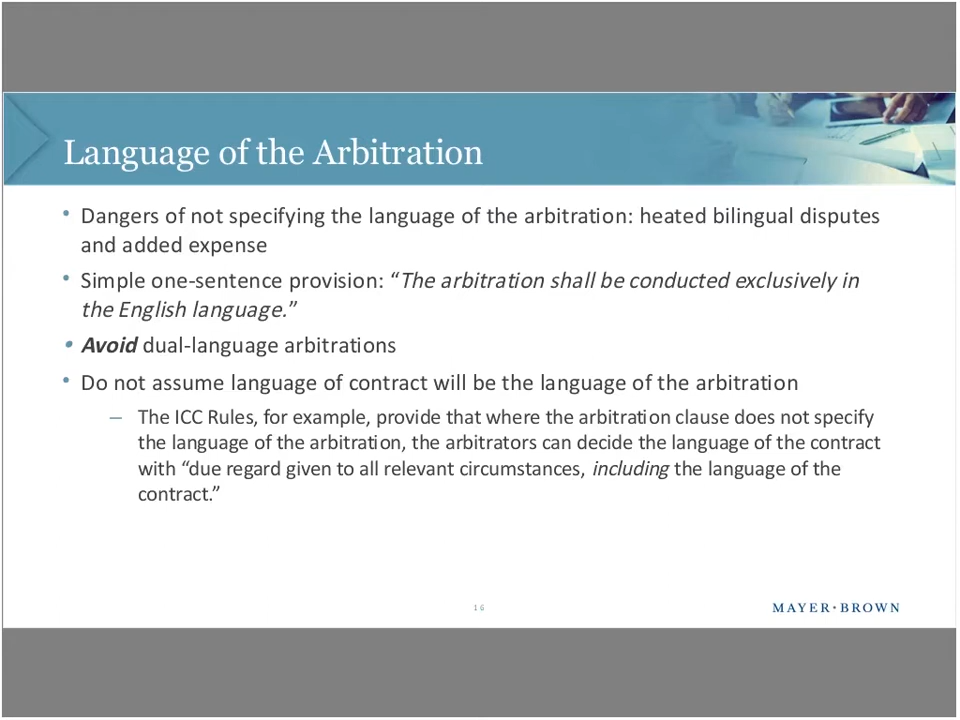 Language of the Arbitration
• Dangers of not specifying the language of the arbitration: heated bilingual disputes
and added expense
• Simple one-sentence provision: “The arbitration shall be conducted exclusively in
the English language.”
• Avoid dual-language arbitrations
• Do not assume language of contract will be the language of the arbitration
– The ICC Rules, for example, provide that where the arbitration clause does not specify
the language of the arbitration, the arbitrators can decide the language of the contract
with “due regard given to all relevant circumstances, including the language of the
contract.”
16
MAYER•BROWN